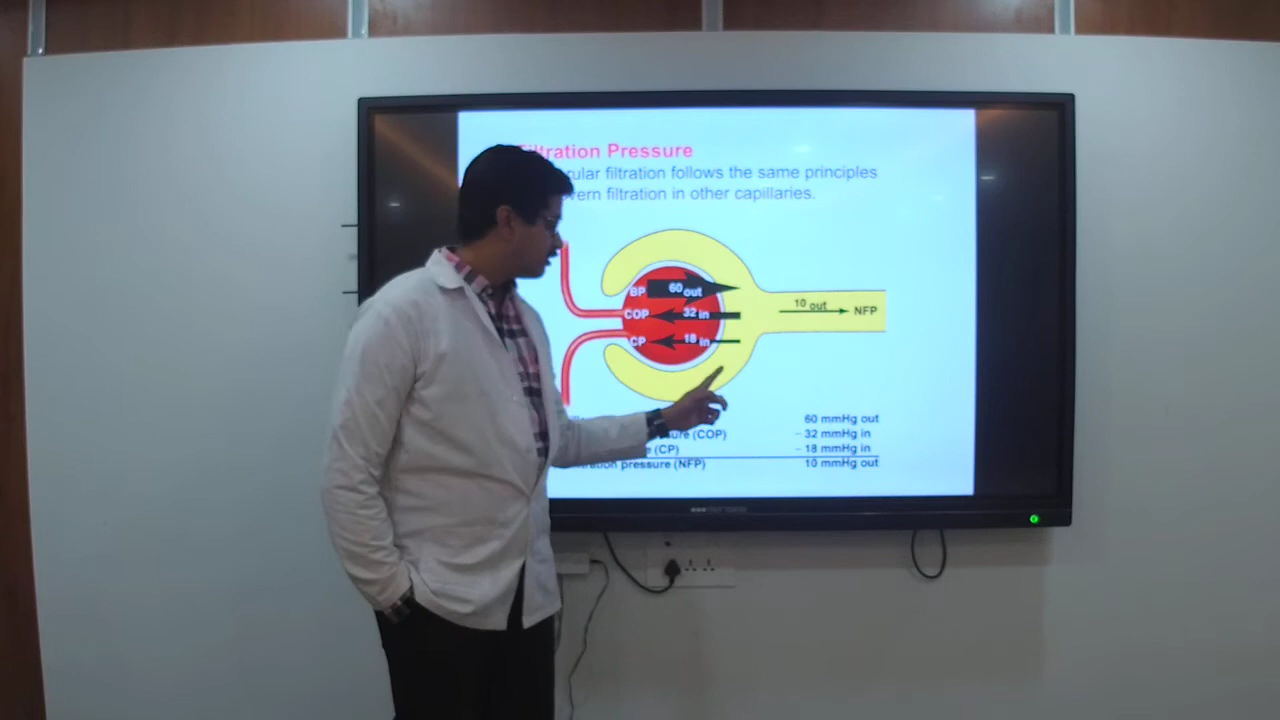 Filtration Pressure
ular filtration follows the same principles
vern filtration in other capillaries.
BP 60 out
COP 32 in
CP 18 in
10 out NFP
60 mmHg out
ure (COP) – 32 mmHg in
e (CP) – 18 mmHg in
tration pressure (NFP) 10 mmHg out